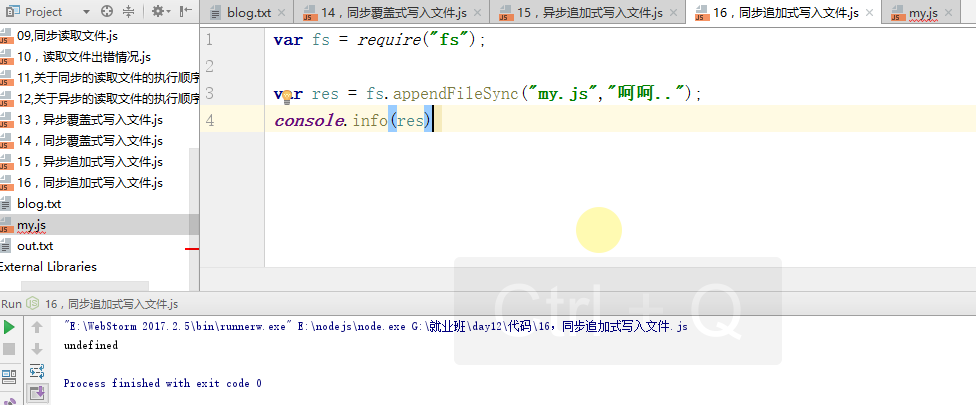 Project
blog.txt
14，同步覆盖式写入文件.js
15，异步追加式写入文件.js
16，同步追加式写入文件.js
my.js
09,同步读取文件.js
10，读取文件出错情况.js
11,关于同步的读取文件的执行顺序
12,关于异步的读取文件的执行顺序
13，异步覆盖式写入文件.js
14，同步覆盖式写入文件.js
15，异步追加式写入文件.js
16，同步追加式写入文件.js
blog.txt
my.js
out.txt
External Libraries
1 var fs = require("fs");
2
3 var res = fs.appendFileSync("my.js","呵呵..");
4 console.info(res)
Ctrl + Q
Run 16，同步追加式写入文件.js
"E:\WebStorm 2017.2.5\bin\runnerw.exe" E:\nodejs\node.exe G:\就业班\day12\代码\16，同步追加式写入文件.js
undefined
Process finished with exit code 0